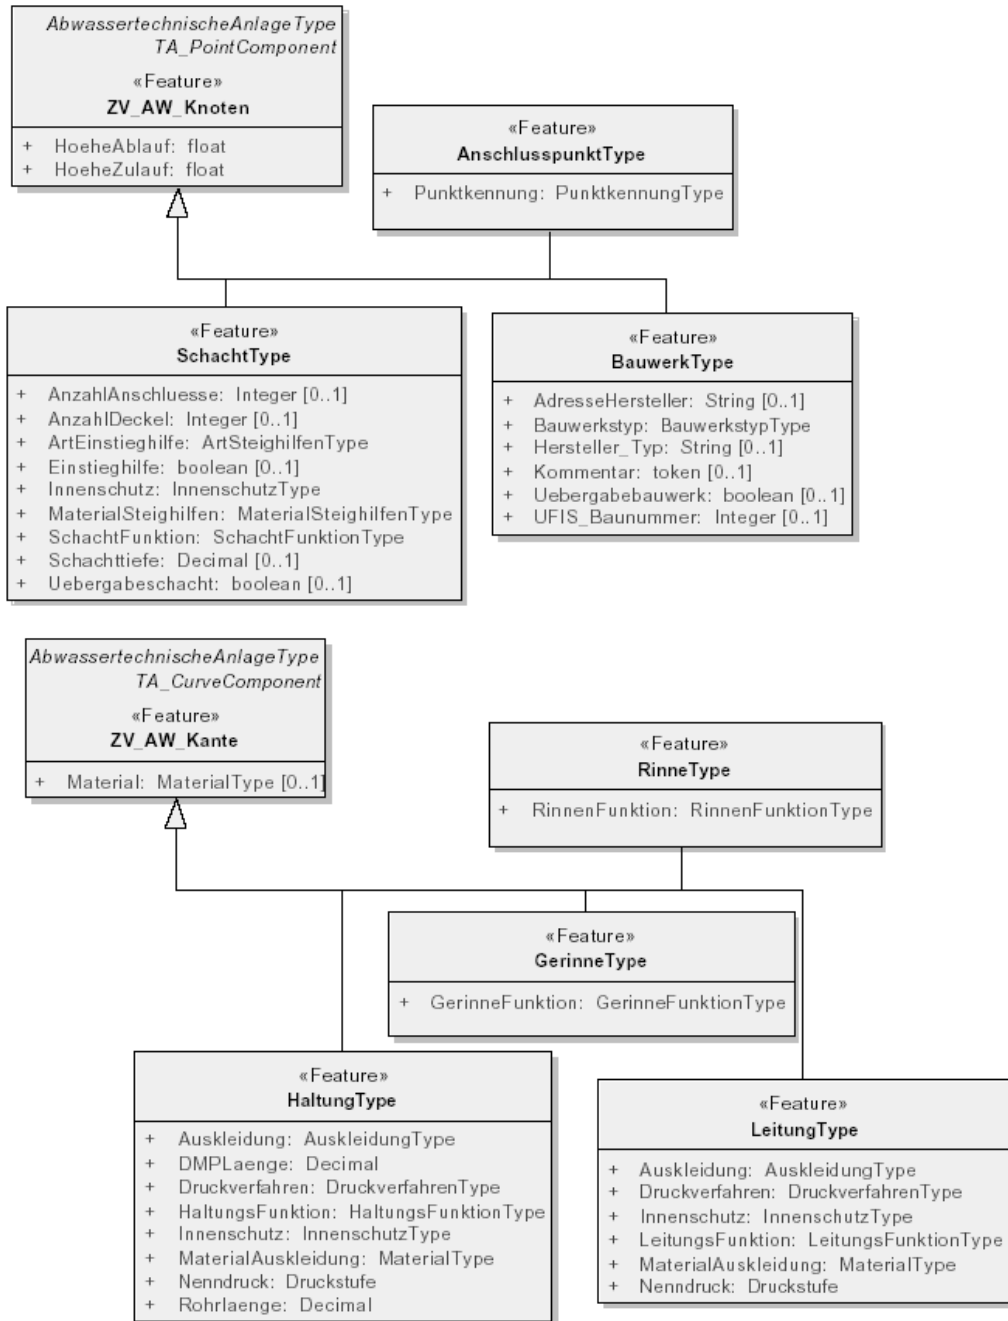 AbwassertechnischeAnlageType
TA_PointComponent
«Feature»
ZV_AW_Knoten
+ HoeheAblauf: float
+ HoeheZulauf: float
«Feature»
AnschlusspunktType
+ Punktkennung: PunktkennungType
«Feature»
SchachtType
+ AnzahlAnschluesse: Integer [0..1]
+ AnzahlDeckel: Integer [0..1]
+ ArtEinstieghilfe: ArtSteighilfenType
+ Einstieghilfe: boolean [0..1]
+ Innenschutz: InnenschutzType
+ MaterialSteighilfen: MaterialSteighilfenType
+ SchachtFunktion: SchachtFunktionType
+ Schachttiefe: Decimal [0..1]
+ Uebergabeschacht: boolean [0..1]
«Feature»
BauwerkType
+ AdresseHersteller: String [0..1]
+ Bauwerkstyp: BauwerkstypType
+ Hersteller_Typ: String [0..1]
+ Kommentar: token [0..1]
+ Uebergabebauwerk: boolean [0..1]
+ UFIS_Baunummer: Integer [0..1]
AbwassertechnischeAnlageType
TA_CurveComponent
«Feature»
ZV_AW_Kante
+ Material: MaterialType [0..1]
«Feature»
RinneType
+ RinnenFunktion: RinnenFunktionType
«Feature»
GerinneType
+ GerinneFunktion: GerinneFunktionType
«Feature»
HaltungType
+ Auskleidung: AuskleidungType
+ DMPLaenge: Decimal
+ Druckverfahren: DruckverfahrenType
+ HaltungsFunktion: HaltungsFunktionType
+ Innenschutz: InnenschutzType
+ MaterialAuskleidung: MaterialType
+ Nenndruck: Druckstufe
+ Rohrlaenge: Decimal
«Feature»
LeitungType
+ Auskleidung: AuskleidungType
+ Druckverfahren: DruckverfahrenType
+ Innenschutz: InnenschutzType
+ LeitungsFunktion: LeitungsFunktionType
+ MaterialAuskleidung: MaterialType
+ Nenndruck: Druckstufe